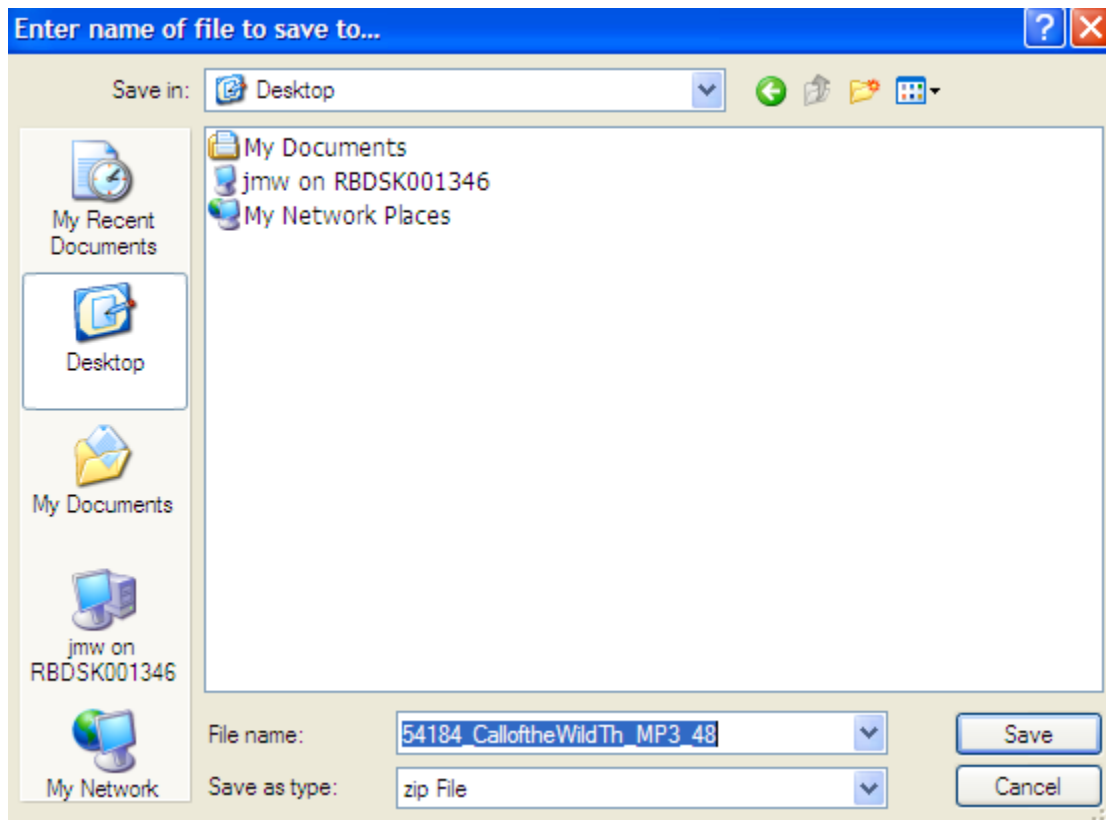 Enter name of file to save to...
Save in:
Desktop
My Documents
jmw on RBDSK001346
My Network Places
My Recent
Documents
Desktop
My Documents
jmw on
RBDSK001346
My Network
File name:
54184_CalloftheWildTh_MP3_48
Save
Save as type:
zip File
Cancel